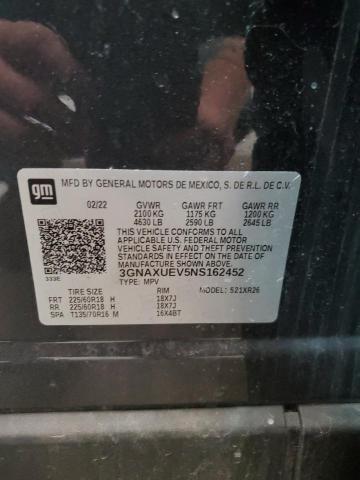 gm
MFD BY GENERAL MOTORS DE MEXICO, S. DE R.L. DE C.V.
02/22 GVWR GAWR FRT GAWR RR
2100 KG 1175 KG 1200 KG
4630 LB 2590 LB 2645 LB
THIS VEHICLE CONFORMS TO ALL APPLICABLE
U.S. FEDERAL MOTOR VEHICLE
SAFETY AND THEFT PREVENTION
STANDARDS IN EFFECT ON THE DATE OF
MANUFACTURE SHOWN ABOVE.
333E 3GNAXUEV5NS162452
TYPE: MPV
TIRE SIZE RIM MODEL: 521XR26
FRT 225/60R18 H 18X7J
RR 225/60R18 H 18X7J
SPA T135/70R16 M 16X4BT